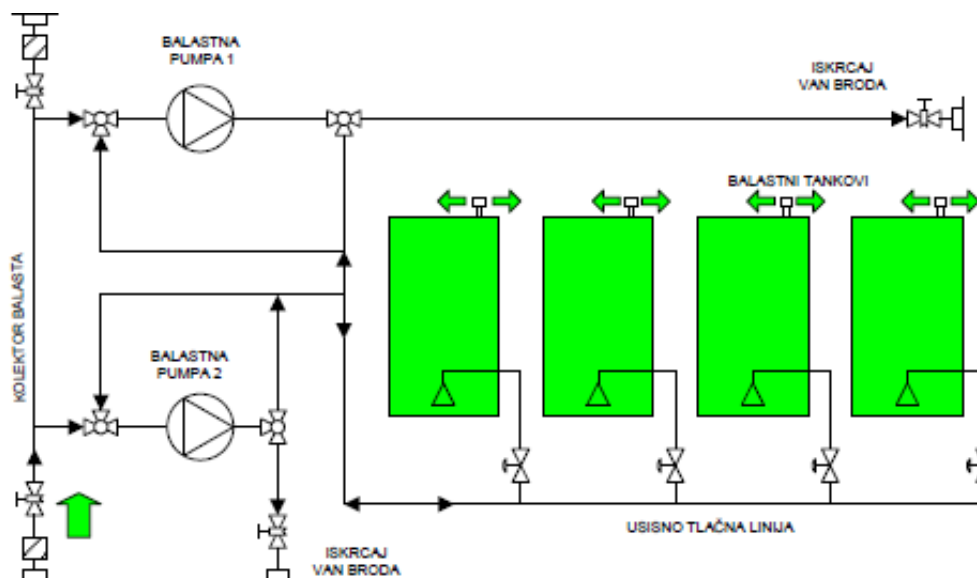 BALASTNA
PUMPA 1
ISKRCAJ
VAN BRODA
BALASTNI TANKOVI
KOLEKTOR BALASTA
BALASTNA
PUMPA 2
USISNO TLAČNA LINIJA
ISKRCAJ
VAN BRODA